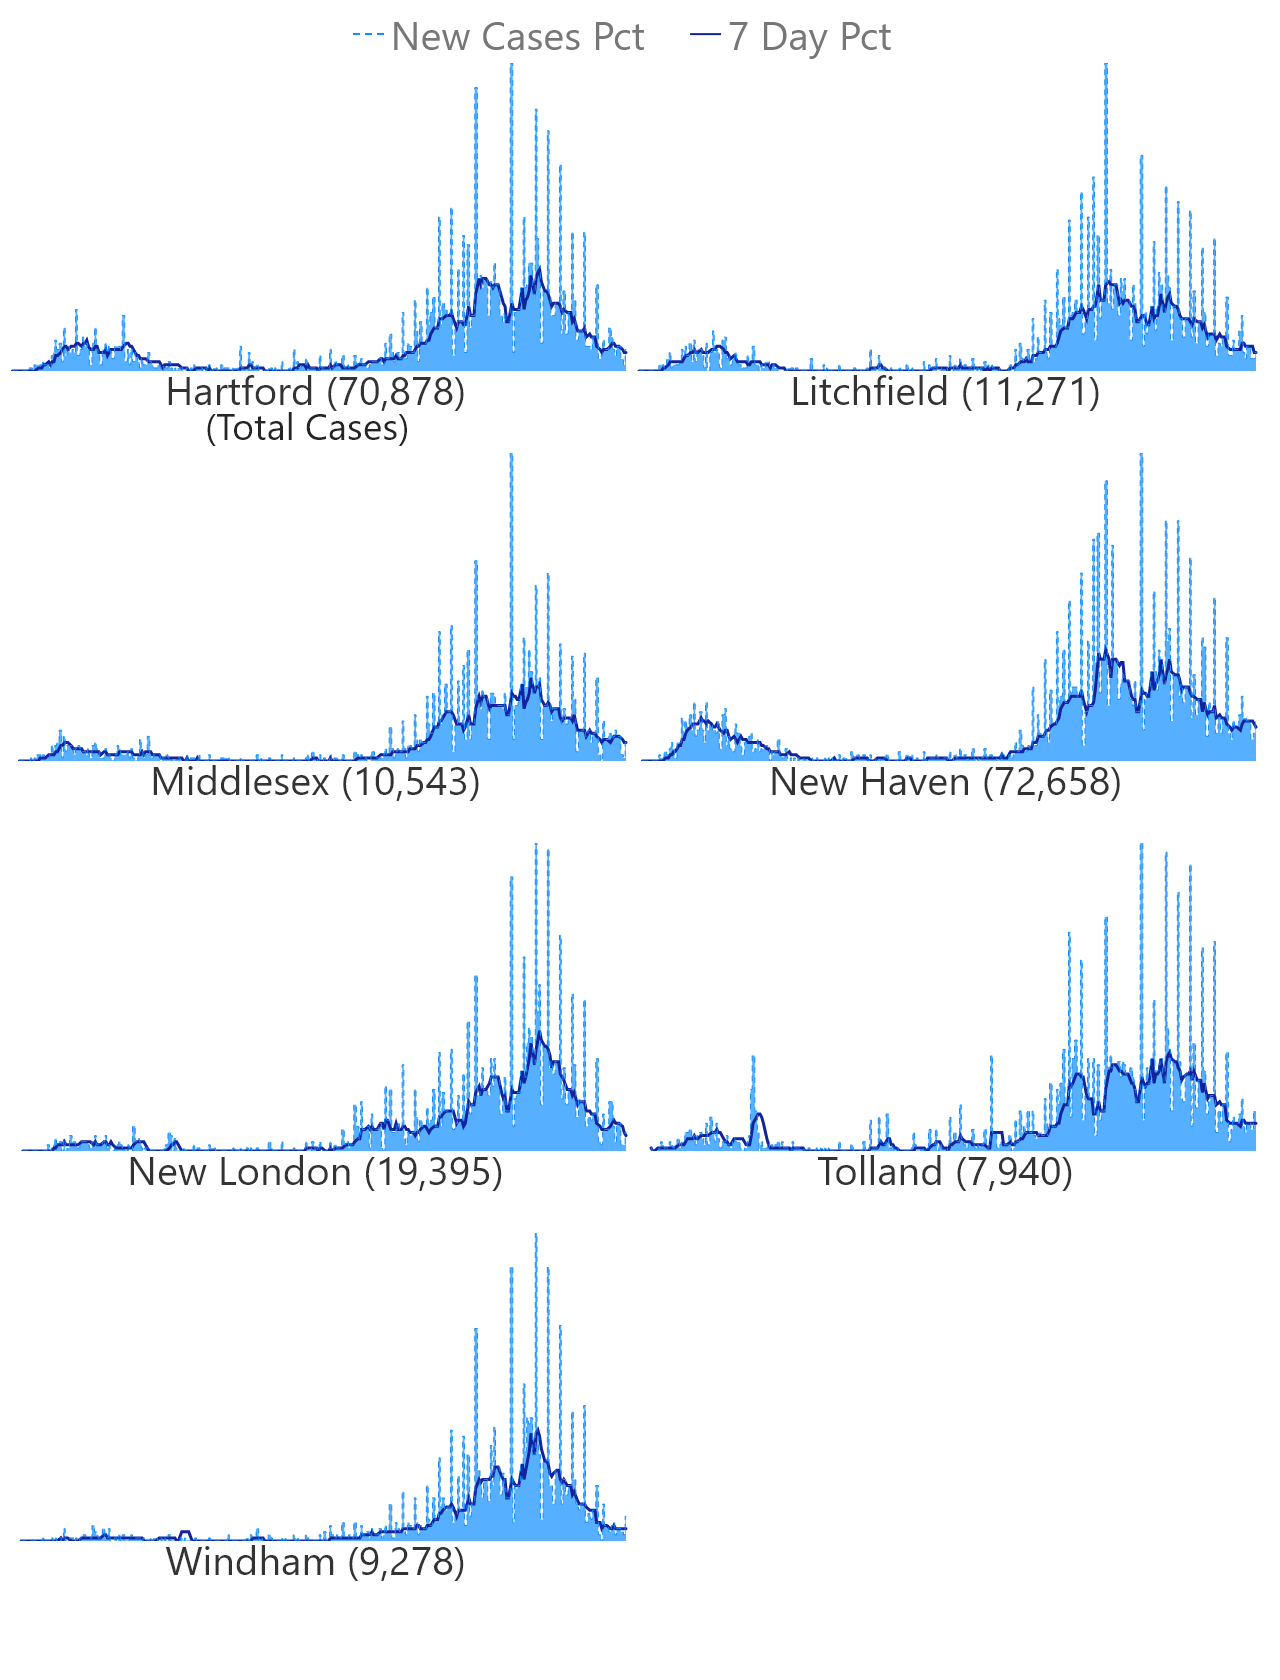 New Cases Pct 7 Day Pct
Hartford (70,878)
(Total Cases)
Litchfield (11,271)
Middlesex (10,543)
New Haven (72,658)
New London (19,395)
Tolland (7,940)
Windham (9,278)